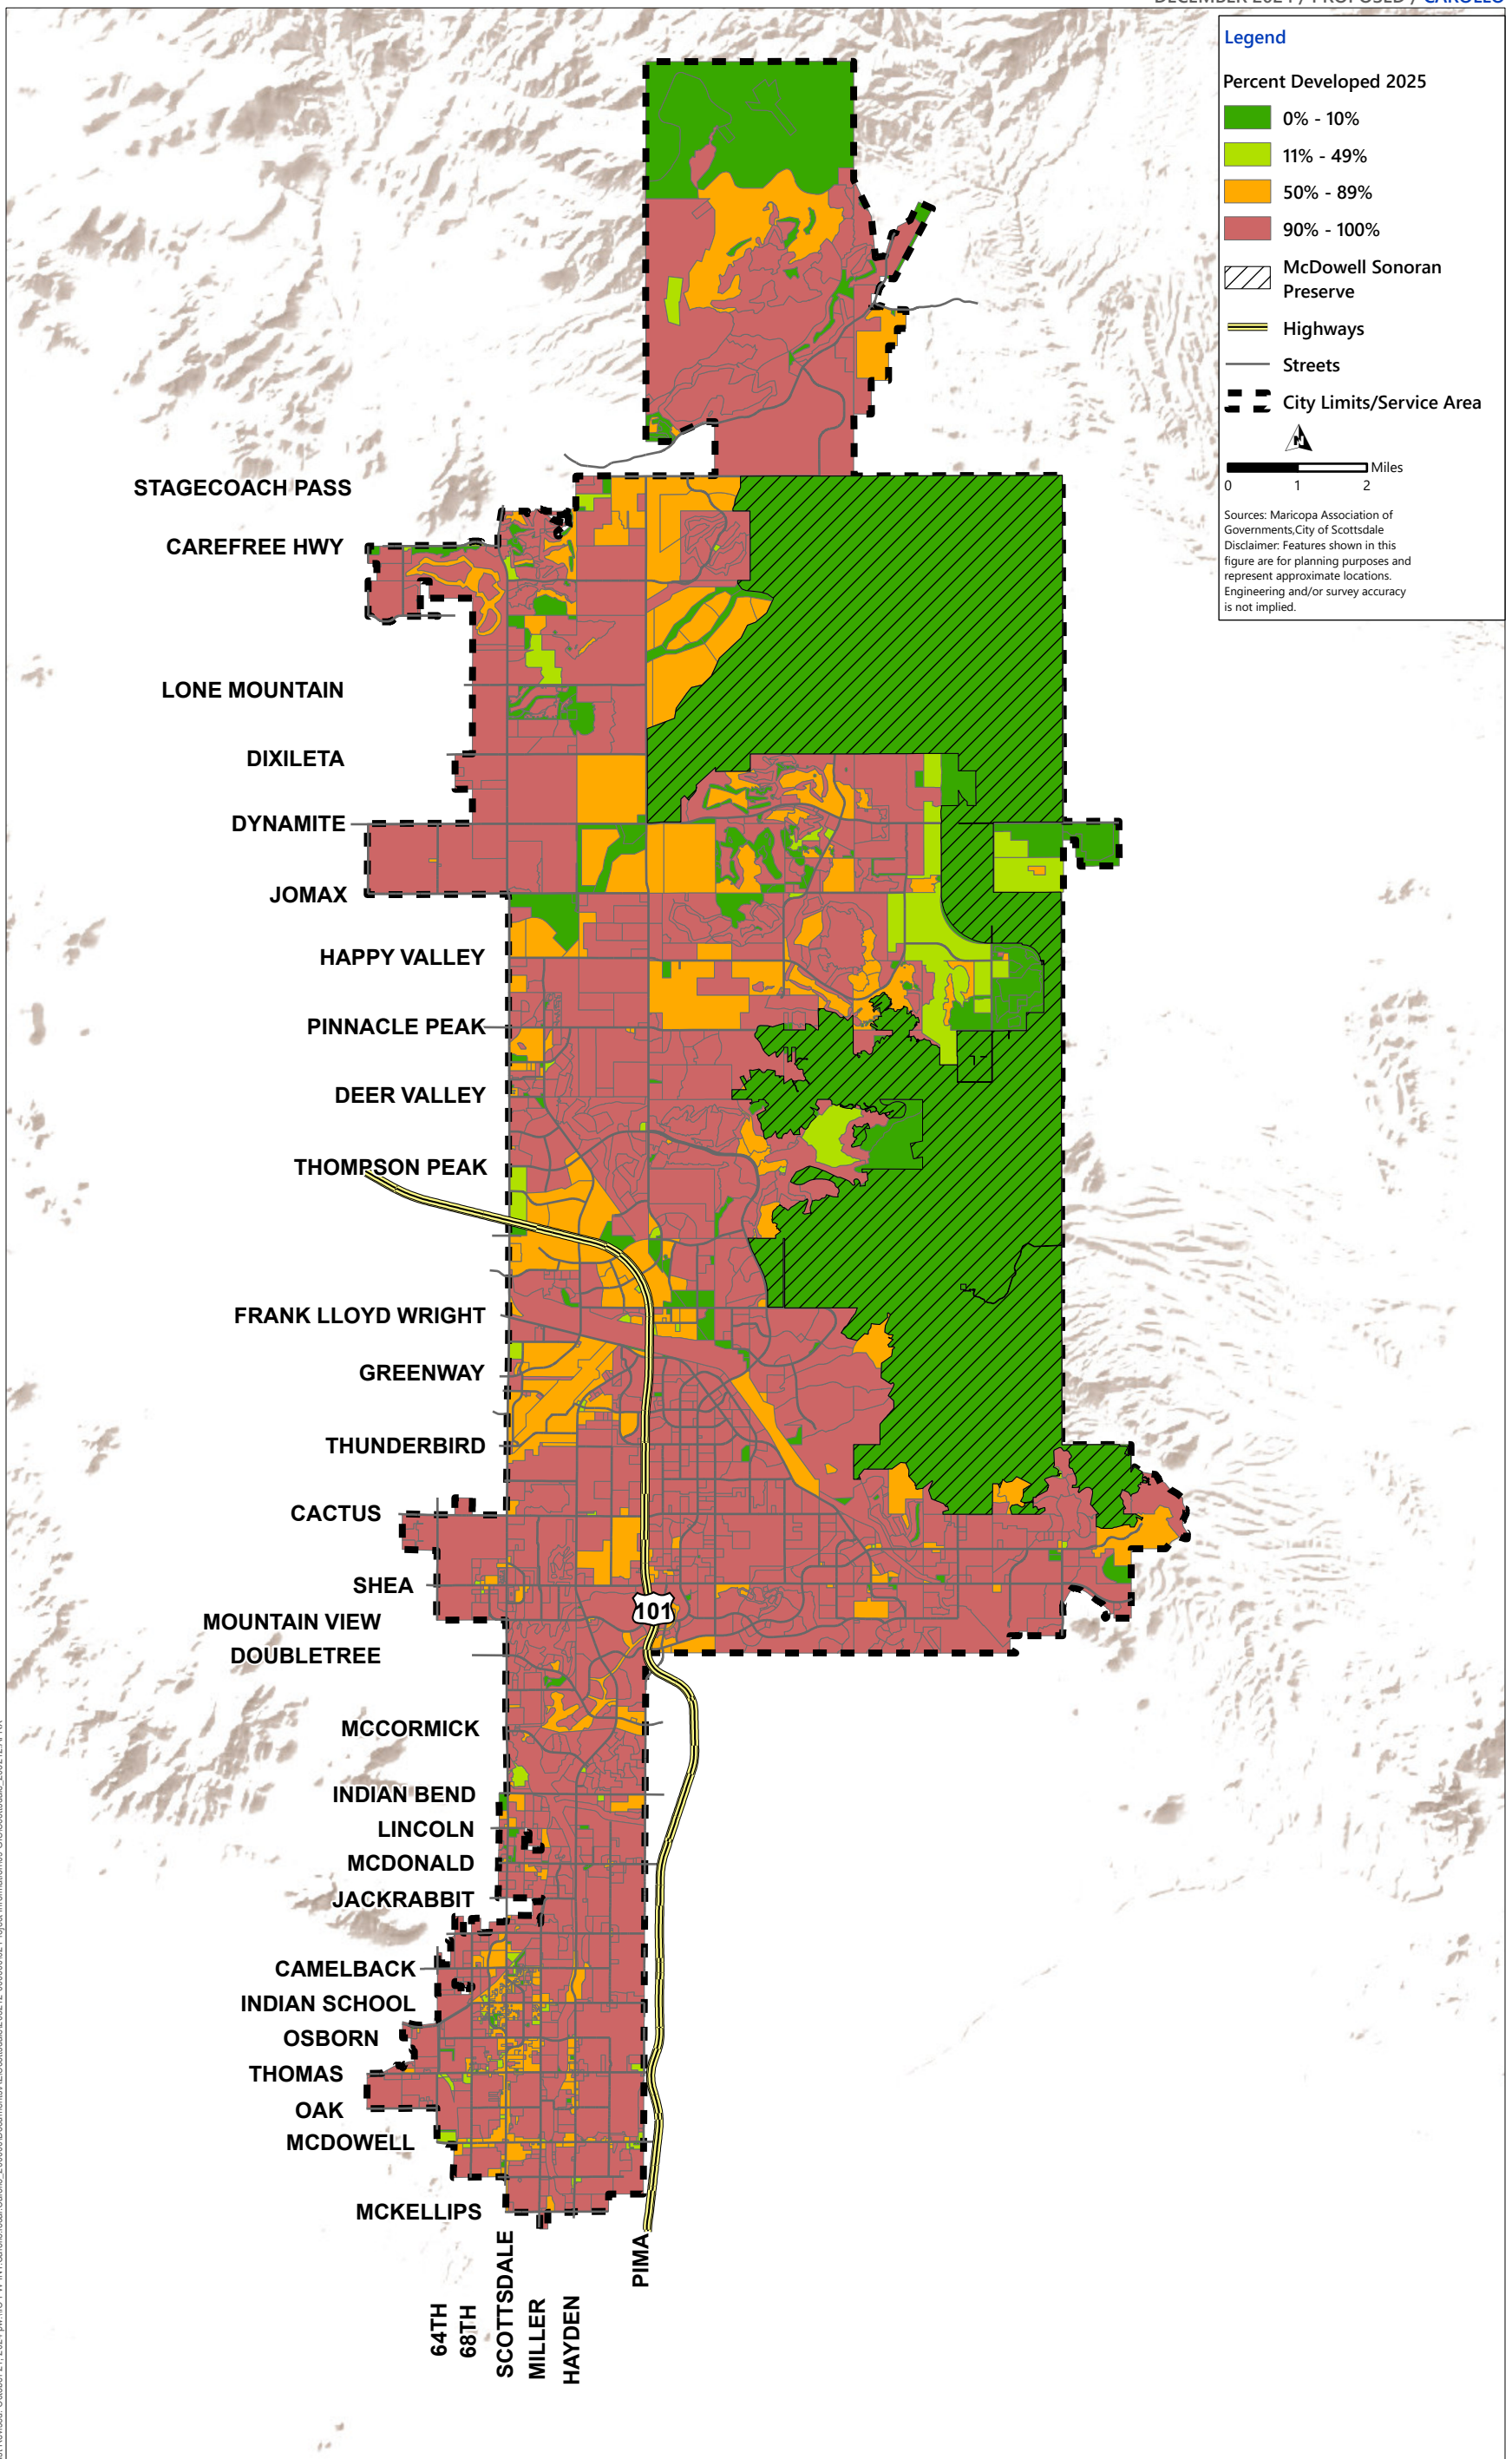 DECEMBER 2024 / PROPOSED / CAROLLO
Legend
Percent Developed 2025
0% - 10%
11% - 49%
50% - 89%
90% - 100%
McDowell Sonoran
Preserve
Highways
Streets
City Limits/Service Area
N
Miles
0 1 2
Sources: Maricopa Association of
Governments,City of Scottsdale
Disclaimer: Features shown in this
figure are for planning purposes and
represent approximate locations.
Engineering and/or survey accuracy
is not implied.
STAGECOACH PASS
CAREFREE HWY
LONE MOUNTAIN
DIXILETA
DYNAMITE
JOMAX
HAPPY VALLEY
PINNACLE PEAK
DEER VALLEY
THOMPSON PEAK
FRANK LLOYD WRIGHT
GREENWAY
THUNDERBIRD
CACTUS
SHEA
101
MOUNTAIN VIEW
DOUBLETREE
MCCORMICK
INDIAN BEND
LINCOLN
MCDONALD
JACKRABBIT
CAMELBACK
INDIAN SCHOOL
OSBORN
THOMAS
OAK
MCDOWELL
MCKELLIPS
64TH
68TH
SCOTTSDALE
MILLER
HAYDEN
PIMA